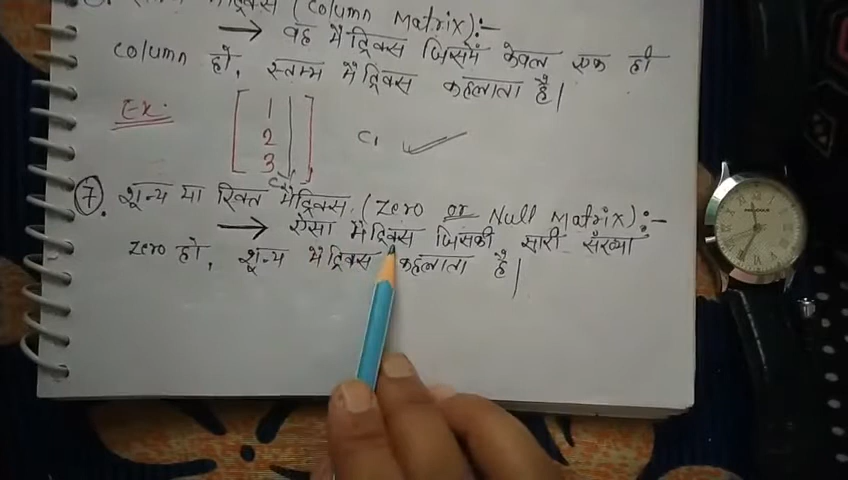 मैट्रिक्स (Column Matrix):-
→ वह मैट्रिक्स जिसमें केवल एक ही
Column हो, स्तम्भ मैट्रिक्स कहलाता है।
Ex. [1 2 3] C₁
7. शून्य या रिक्त मैट्रिक्स. (Zero or Null Matrix):-
→ ऐसा मैट्रिक्स जिसकी सारी संख्या
zero हो, शून्य मैट्रिक्स कहलाता है।